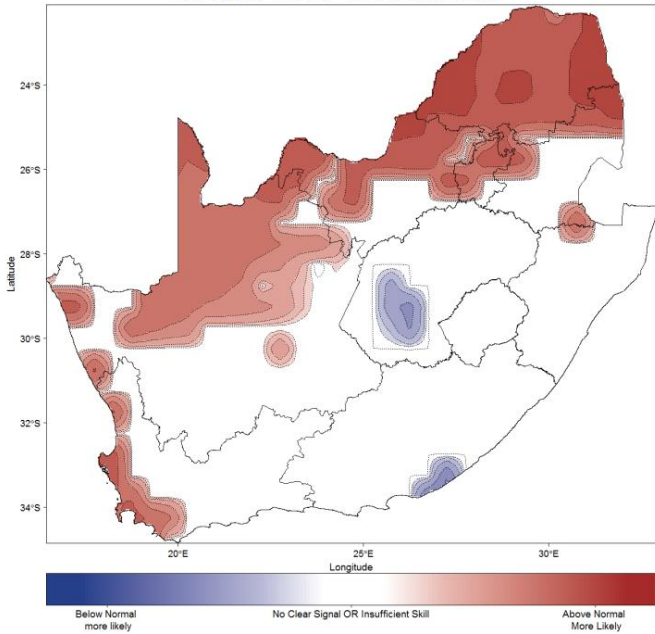 24°S
26°S
28°S
Latitude
30°S
32°S
34°S
20°E 25°E 30°E
Longitude
Below Normal
more likely
No Clear Signal OR Insufficient Skill
Above Normal
More Likely